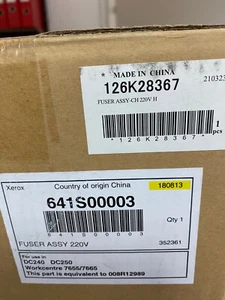 MADE IN CHINA
210323
126K28367
FUSER ASSY-CH 220V H
1
*126K28367*
pcs
Xerox
Country of origin China
180813
641S00003
641S00003
Qty 1
FUSER ASSY 220V
352361
For use in
DC240 DC250
Workcentre 7655/7665
This part is equivalent to 008R12989